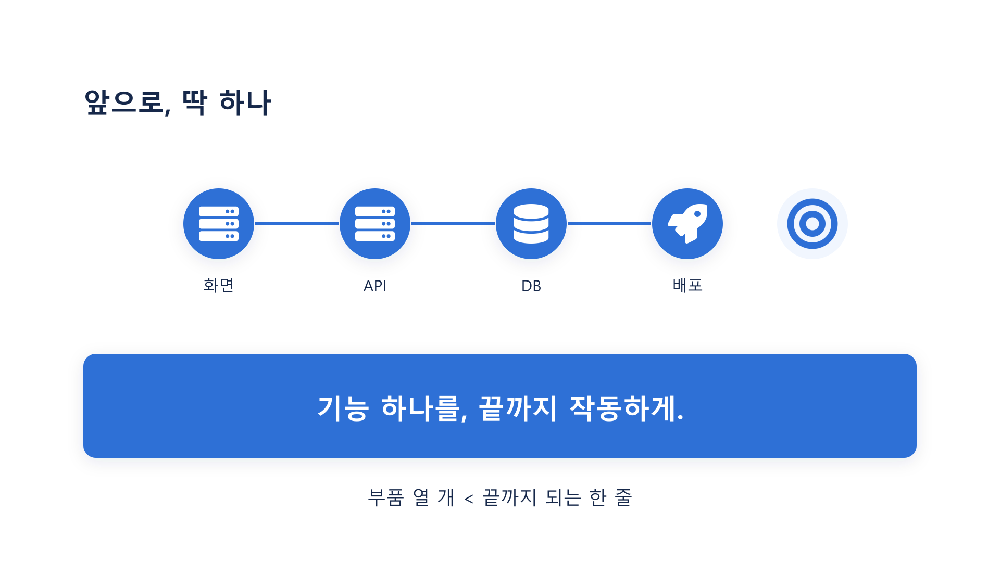 앞으로, 딱 하나
화면
API
DB
배포
기능 하나를, 끝까지 작동하게.
부품 열 개 < 끝까지 되는 한 줄